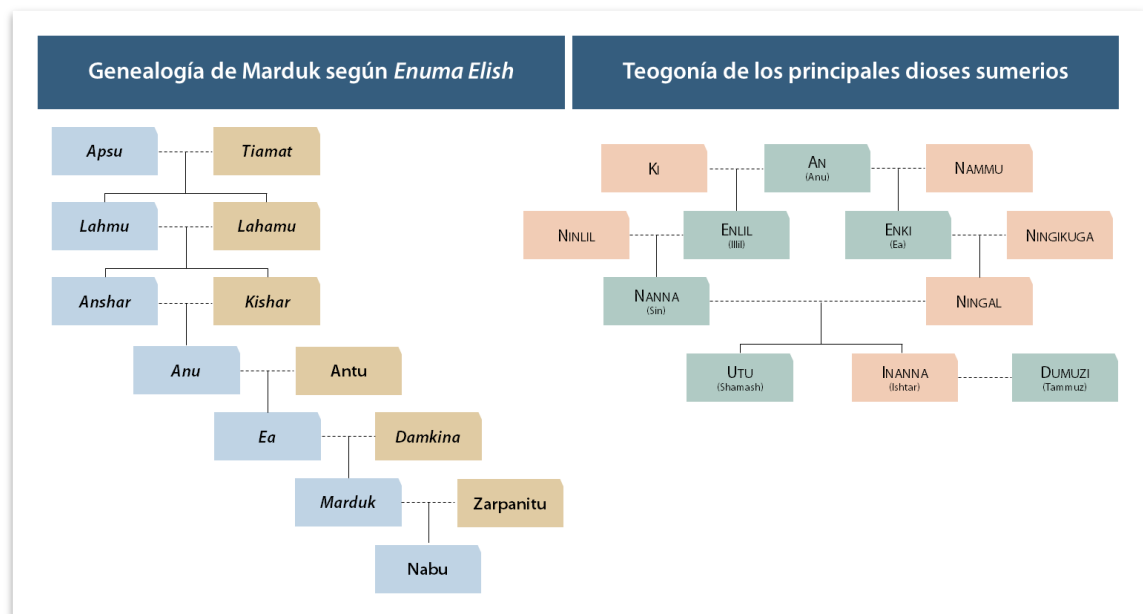 Genealogía de Marduk según Enuma Elish
Apsu
Tiamat
Lahmu
Lahamu
Anshar
Kishar
Anu
Antu
Ea
Damkina
Marduk
Zarpanitu
Nabu
Teogonía de los principales dioses sumerios
Ki
An
(Anu)
Nammu
Ninlil
Enlil
(Illil)
Enki
(Ea)
Ningikuga
Nanna
(Sin)
Ningal
Utu
(Shamash)
Inanna
(Ishtar)
Dumuzi
(Tammuz)